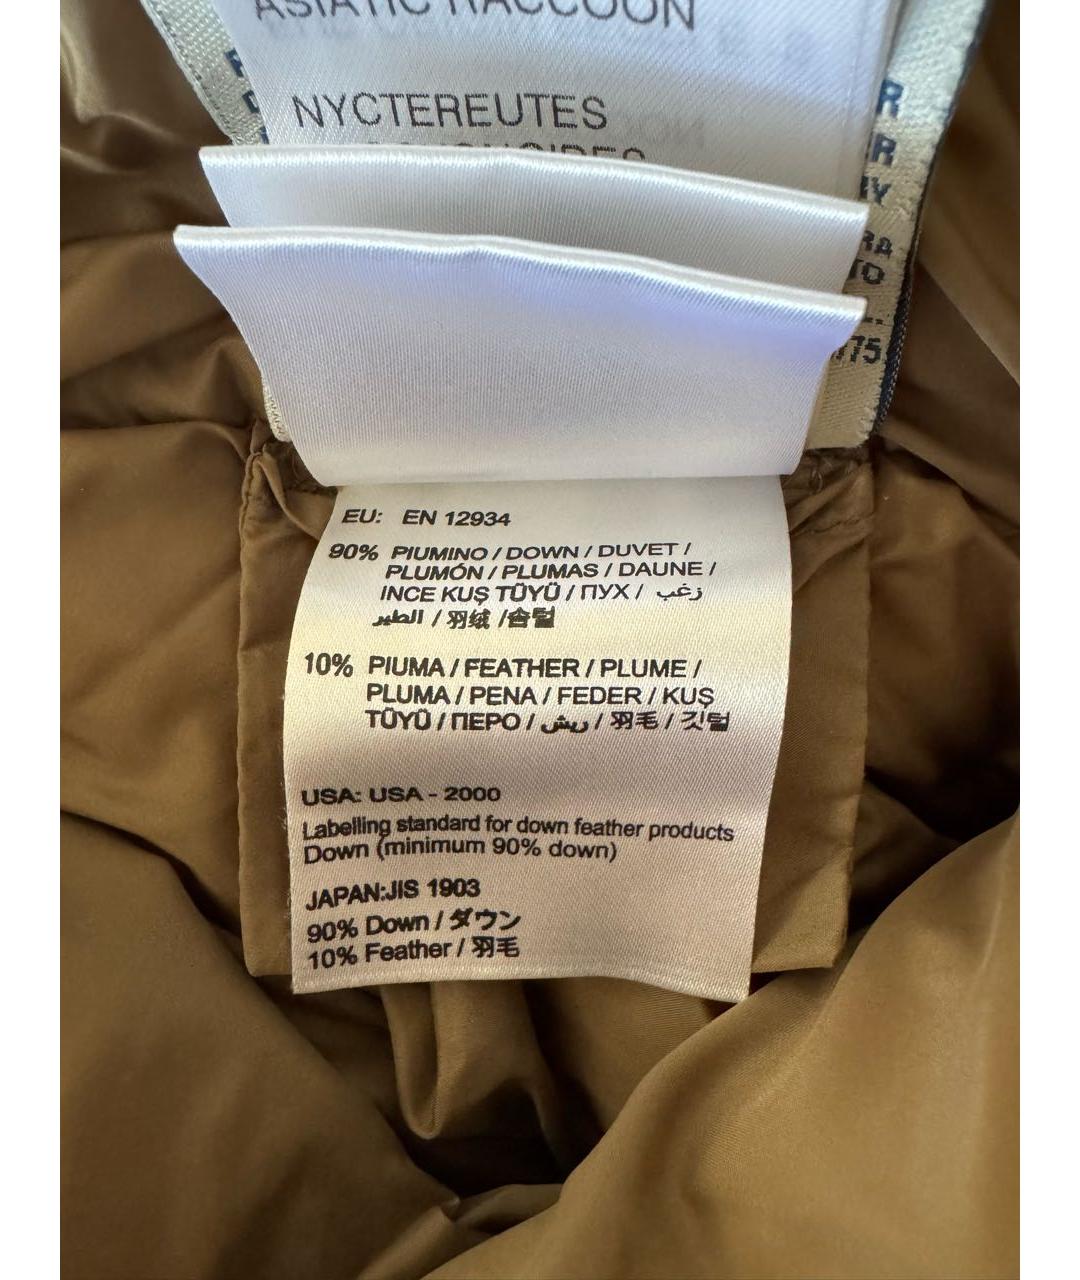 ASIATIC RACCOON
NYCTEREUTES
EU: EN 12934
90% PIUMINO / DOWN / DUVET /
PLUMÓN / PLUMAS / DAUNE /
INCE KUŞ TÜYÜ / ПУХ / زغب
الطير / 羽绒 /솜털
10% PIUMA / FEATHER / PLUME /
PLUMA / PENA / FEDER / KUŞ
TÜYÜ / ПЕРО / ريش / 羽毛 / 깃털
USA: USA - 2000
Labelling standard for down feather products
Down (minimum 90% down)
JAPAN:JIS 1903
90% Down / ダウン
10% Feather / 羽毛